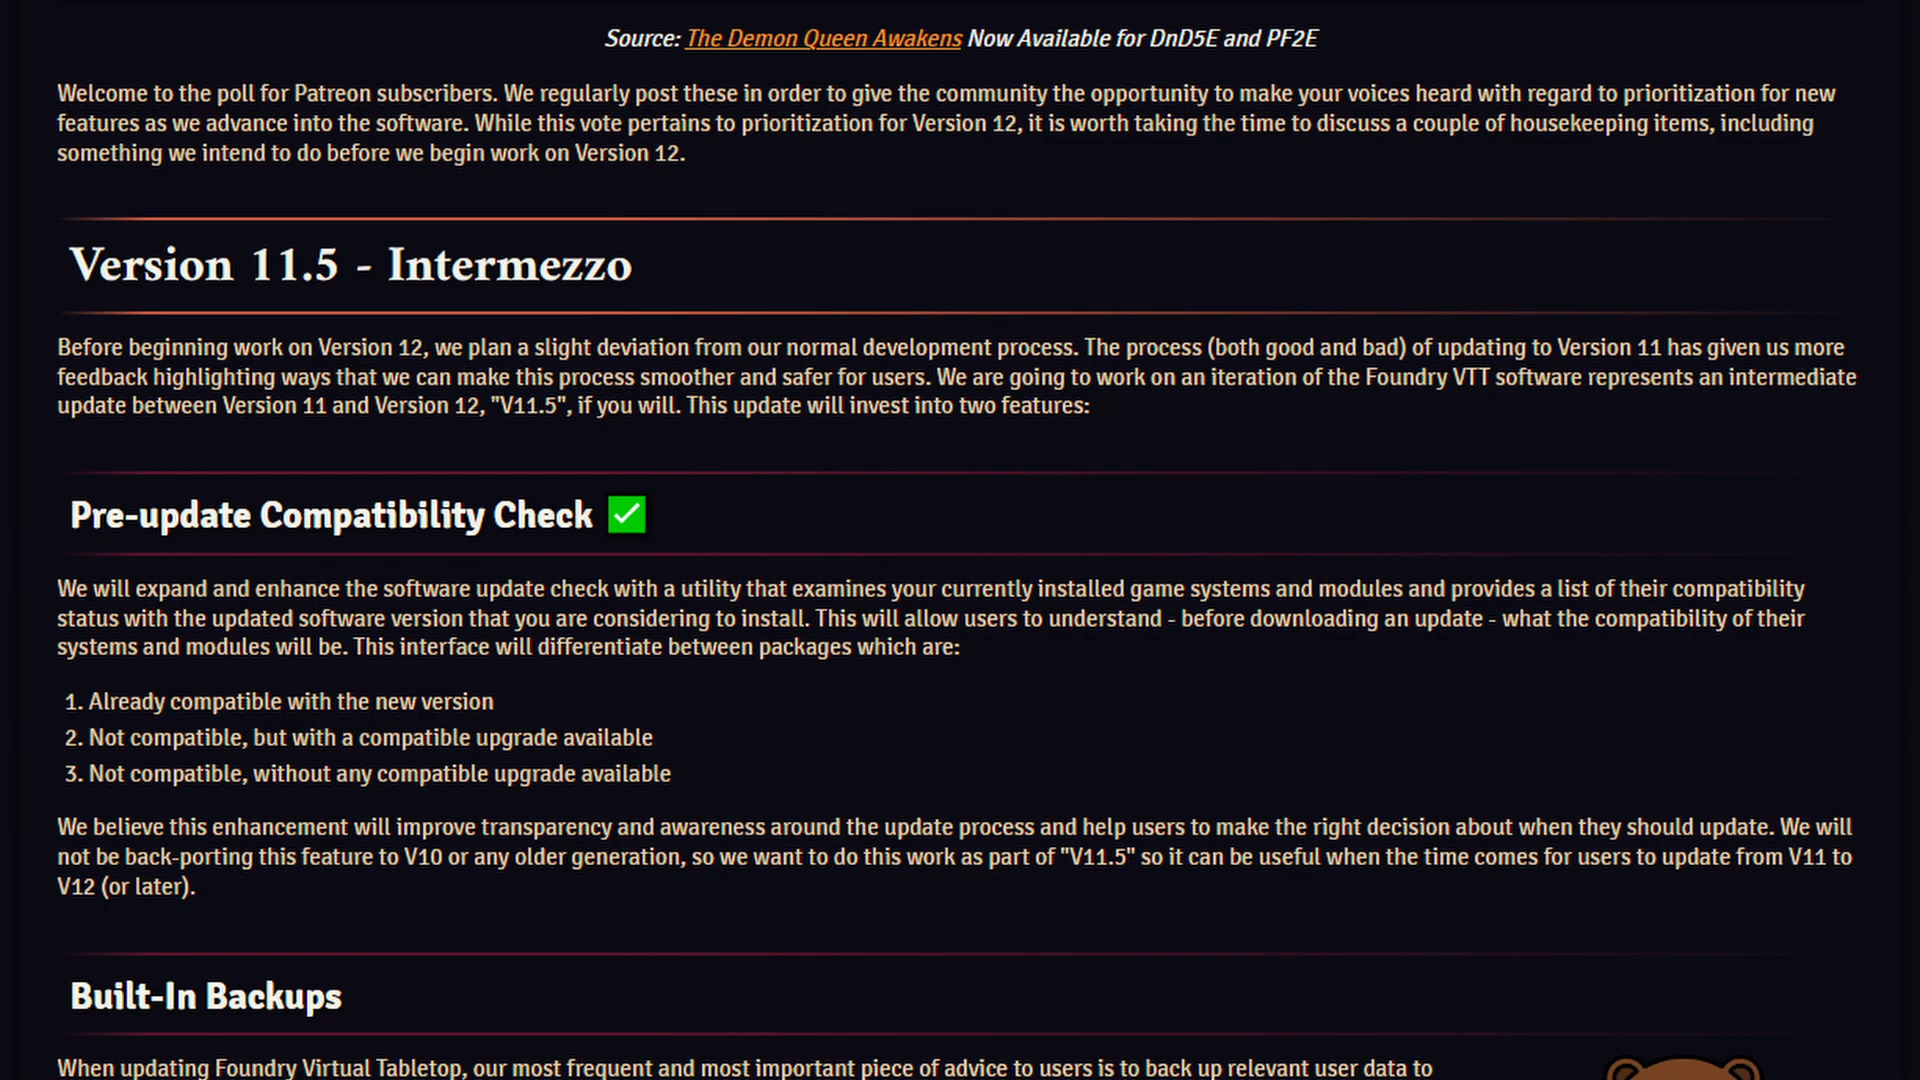 Source: The Demon Queen Awakens Now Available for DnD5E and PF2E
Welcome to the poll for Patreon subscribers. We regularly post these in order to give the community the opportunity to make your voices heard with regard to prioritization for new
features as we advance into the software. While this vote pertains to prioritization for Version 12, it is worth taking the time to discuss a couple of housekeeping items, including
something we intend to do before we begin work on Version 12.
Version 11.5 - Intermezzo
Before beginning work on Version 12, we plan a slight deviation from our normal development process. The process (both good and bad) of updating to Version 11 has given us more
feedback highlighting ways that we can make this process smoother and safer for users. We are going to work on an iteration of the Foundry VTT software represents an intermediate
update between Version 11 and Version 12, "V11.5", if you will. This update will invest into two features:
Pre-update Compatibility Check ✅
We will expand and enhance the software update check with a utility that examines your currently installed game systems and modules and provides a list of their compatibility
status with the updated software version that you are considering to install. This will allow users to understand - before downloading an update - what the compatibility of their
systems and modules will be. This interface will differentiate between packages which are:
1. Already compatible with the new version
2. Not compatible, but with a compatible upgrade available
3. Not compatible, without any compatible upgrade available
We believe this enhancement will improve transparency and awareness around the update process and help users to make the right decision about when they should update. We will
not be back-porting this feature to V10 or any older generation, so we want to do this work as part of "V11.5" so it can be useful when the time comes for users to update from V11 to
V12 (or later).
Built-In Backups
When updating Foundry Virtual Tabletop, our most frequent and most important piece of advice to users is to back up relevant user data to